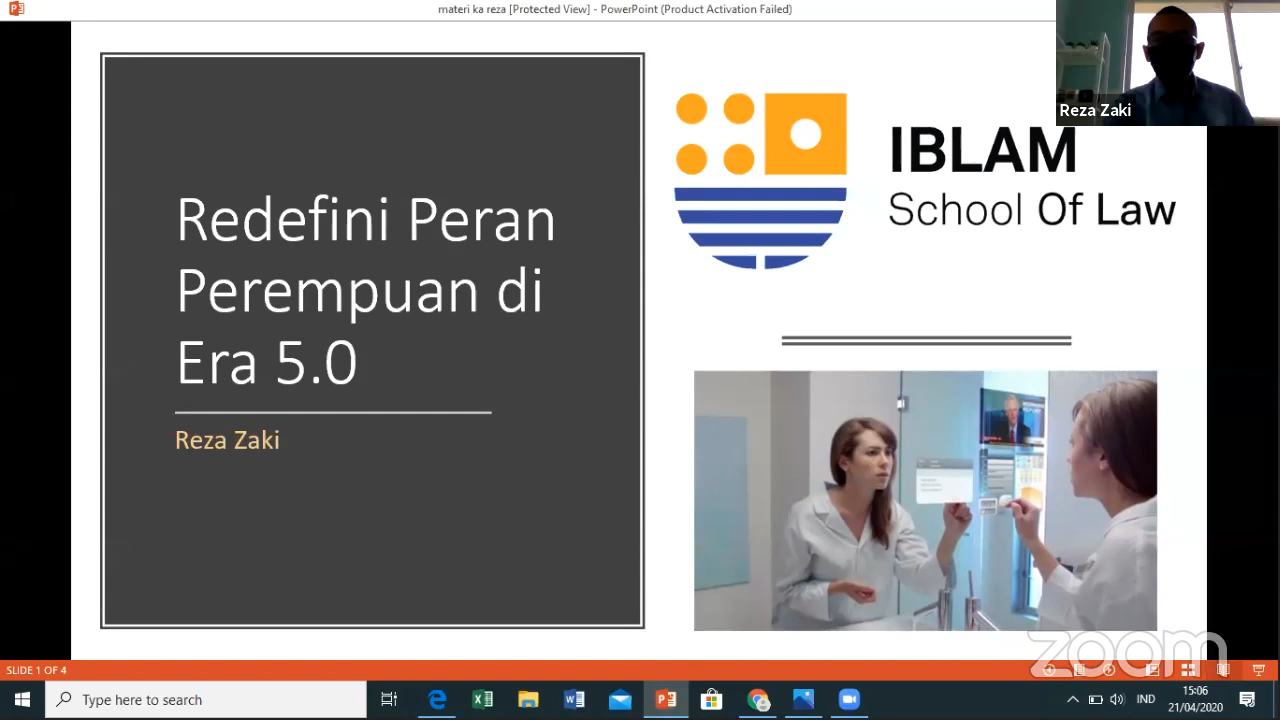 materi ka reza [Protected View] - PowerPoint (Product Activation Failed)
Reza Zaki
IBLAM
School Of Law
Redefini Peran
Perempuan di
Era 5.0
Reza Zaki
zoom
SLIDE 1 OF 4
Type here to search
IND
15:06
21/04/2020